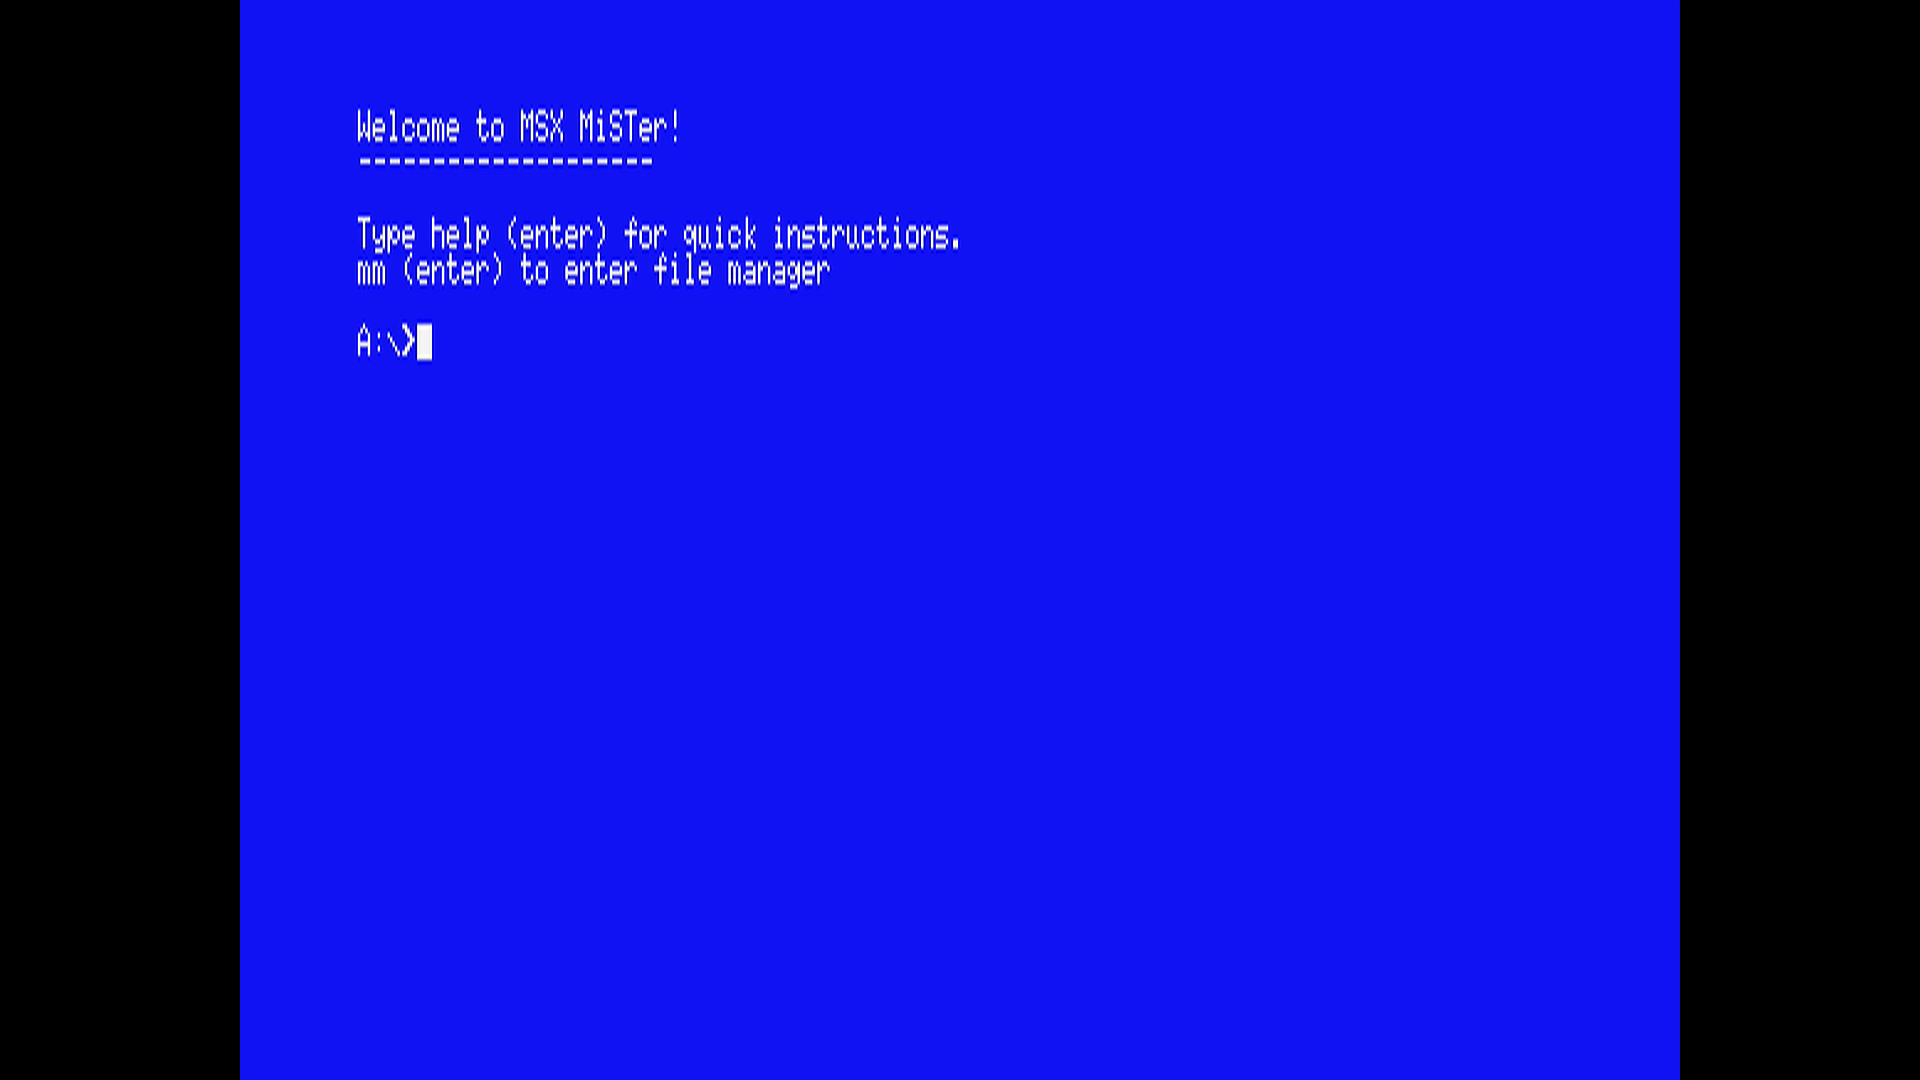 Welcome to MSX MiSTer!
--------------------
Type help (enter) for quick instructions.
mm (enter) to enter file manager
A:\>